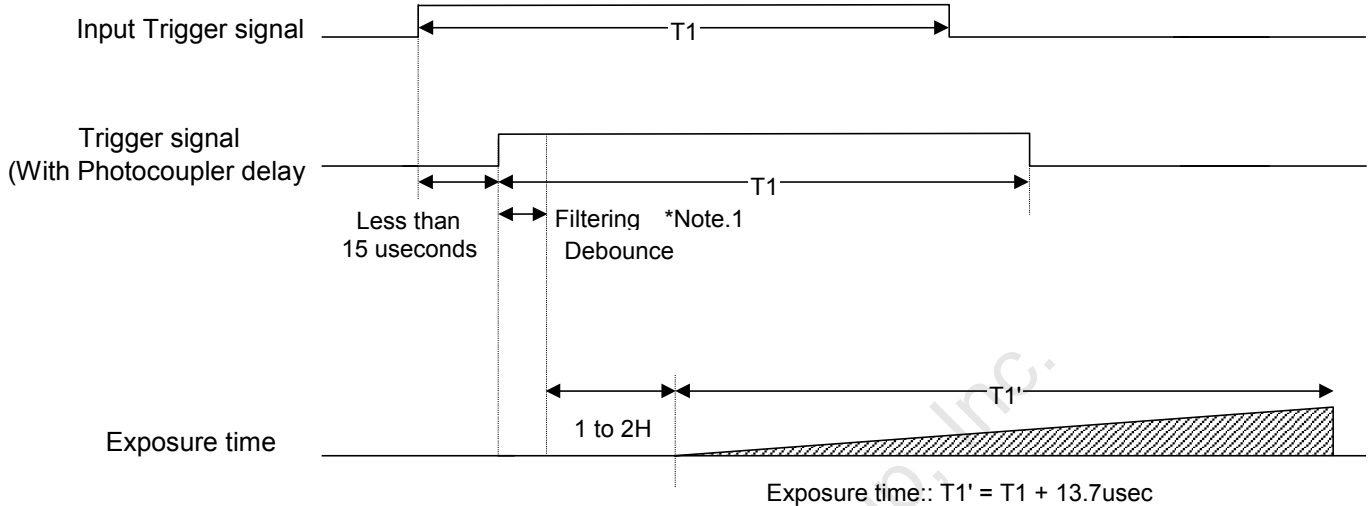 Input Trigger signal
T1
Trigger signal
(With Photocoupler delay
T1
Less than
15 useconds
Filtering *Note.1
Debounce
T1'
1 to 2H
Exposure time
Exposure time:: T1' = T1 + 13.7usec
Inc.